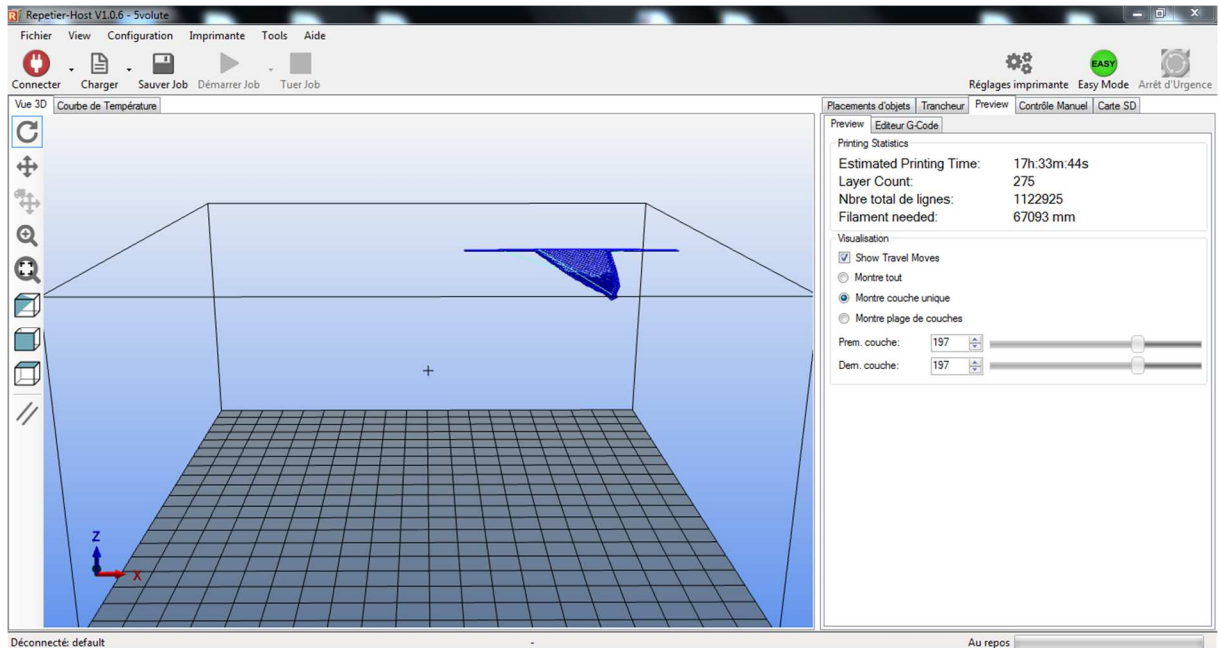 Repetier-Host V1.0.6 - 5volute
Fichier View Configuration Imprimante Tools Aide
EASY
Connecter Charger Sauver Job Démarrer Job Tuer Job Réglages imprimante Easy Mode Arrêt d'Urgence
Vue 3D Courbe de Température
Placements d'objets Trancheur Preview Contrôle Manuel Carte SD
Preview Editeur G-Code
Printing Statistics
Estimated Printing Time: 17h:33m:44s
Layer Count: 275
Nbre total de lignes: 1122925
Filament needed: 67093 mm
Visualisation
Show Travel Moves
Montre tout
Montre couche unique
Montre plage de couches
Prem. couche: 197
Dern. couche: 197
Z
X
Déconnecté: default - Au repos